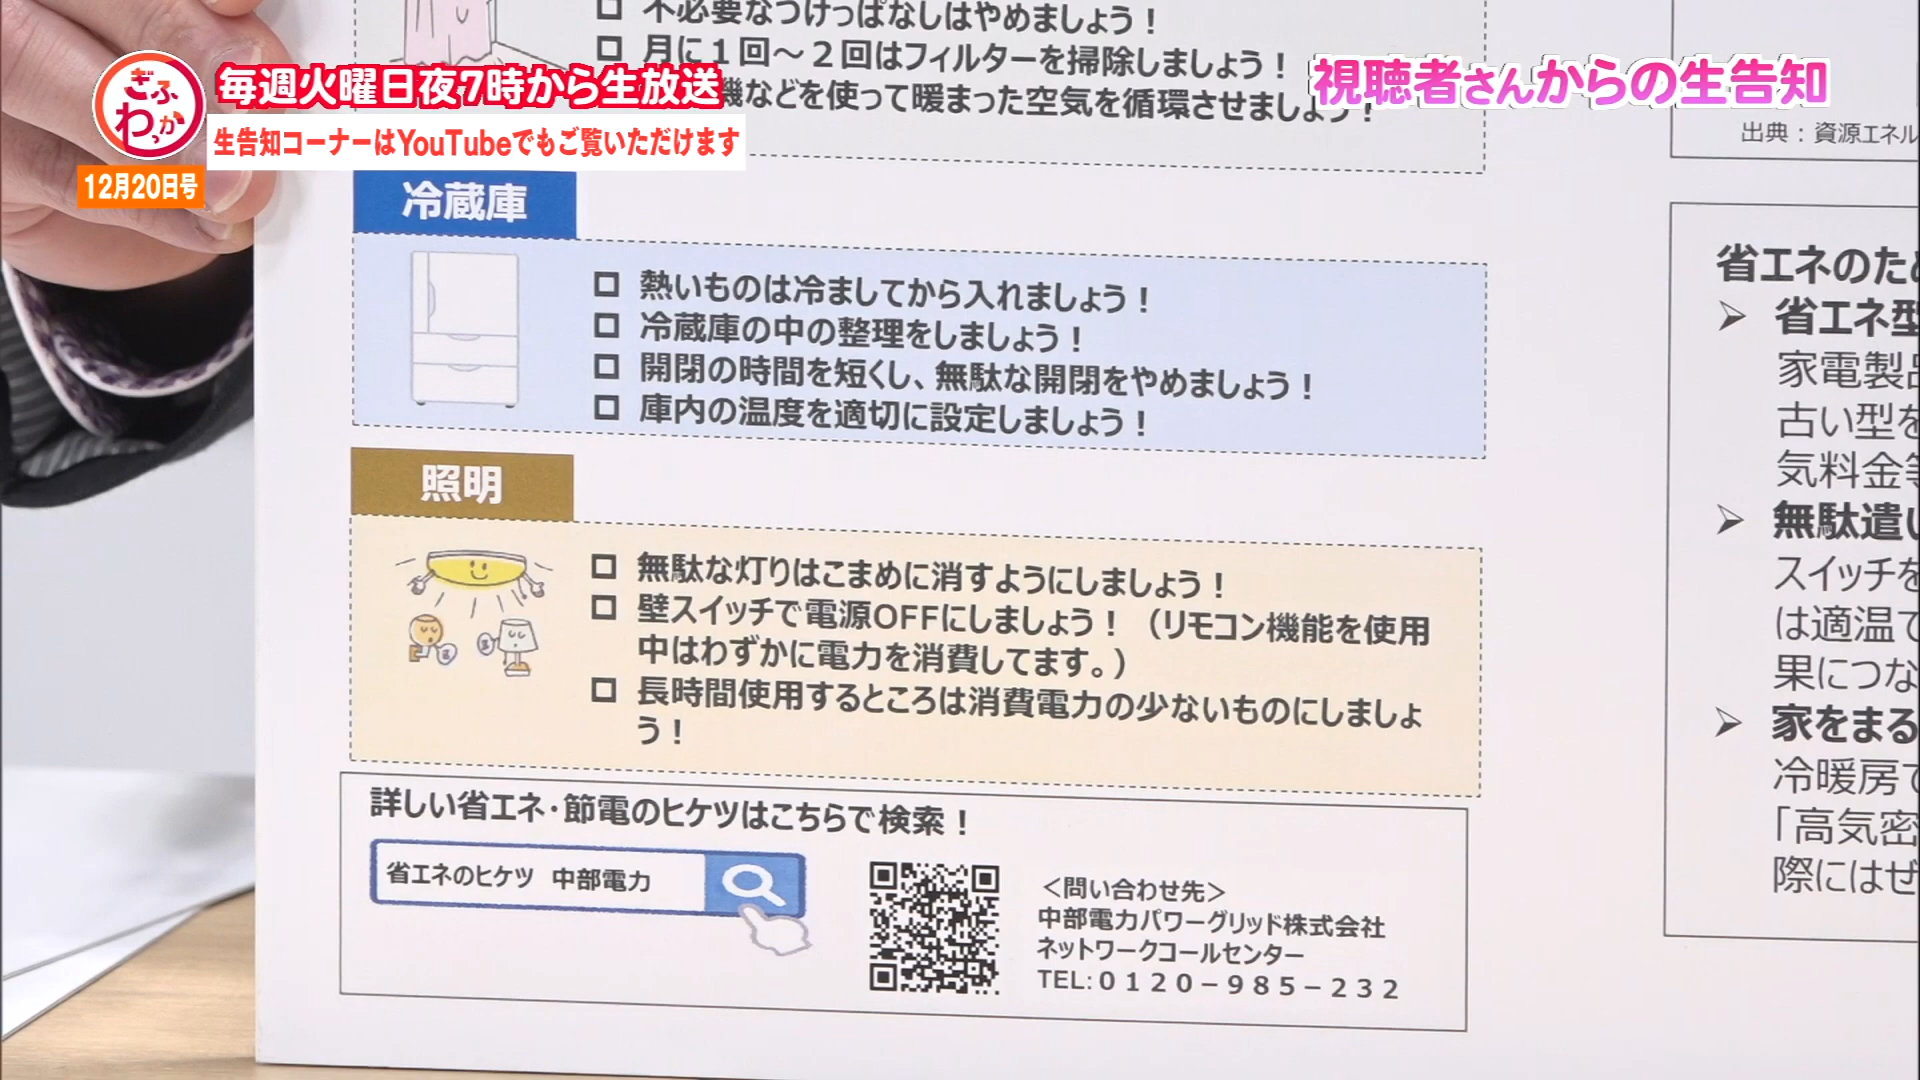 ぎふ
わっか
毎週火曜日夜7時から生放送
生告知コーナーはYouTubeでもご覧いただけます
12月20日号
視聴者さんからの生告知
不必要なつけっぱなしはやめましょう！
月に１回～２回はフィルターを掃除しましょう！
機などを使って暖まった空気を循環させましょう！
冷蔵庫
熱いものは冷ましてから入れましょう！
冷蔵庫の中の整理をしましょう！
開閉の時間を短くし、無駄な開閉をやめましょう！
庫内の温度を適切に設定しましょう！
照明
無駄な灯りはこまめに消すようにしましょう！
壁スイッチで電源OFFにしましょう！（リモコン機能を使用
中はわずかに電力を消費してます。）
長時間使用するところは消費電力の少ないものにしましょ
う！
詳しい省エネ・節電のヒケツはこちらで検索！
省エネのヒケツ 中部電力
＜問い合わせ先＞
中部電力パワーグリッド株式会社
ネットワークコールセンター
TEL:０１２０－９８５－２３２
出典：資源エネル
省エネのため
省エネ型
家電製品
古い型を
気料金等
無駄遣い
スイッチを
は適温で
果につな
家をまる
冷暖房で
「高気密
際にはぜ